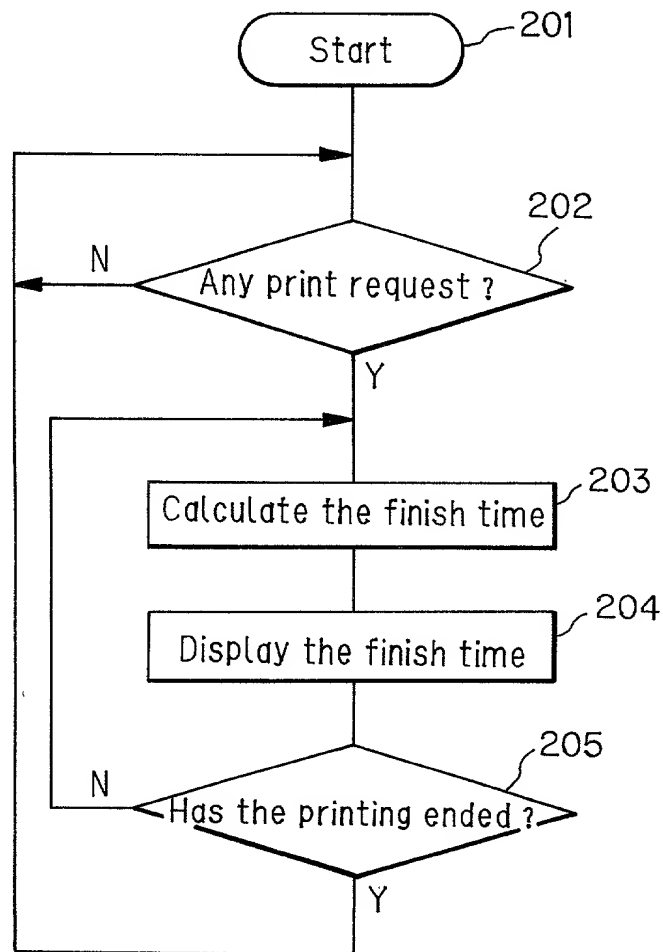 Start
201
202
N
Any print request ?
Y
203
Calculate the finish time
204
Display the finish time
205
N
Has the printing ended ?
Y